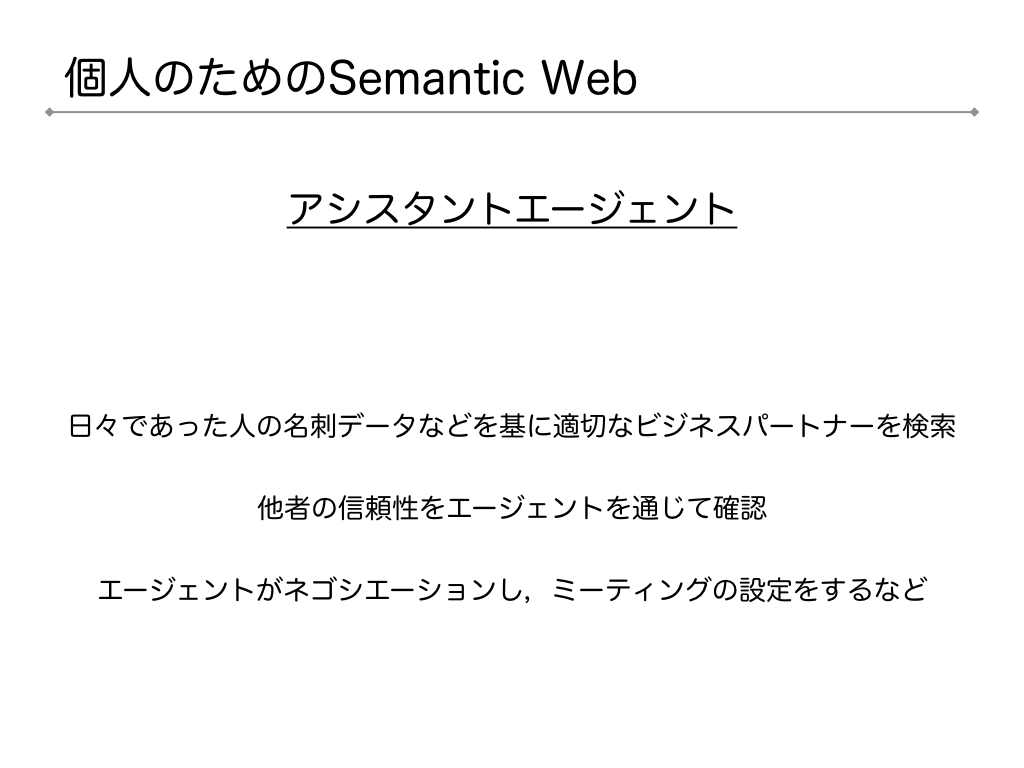 個人のためのSemantic Web
アシスタントエージェント
日々であった人の名刺データなどを基に適切なビジネスパートナーを検索
他者の信頼性をエージェントを通じて確認
エージェントがネゴシエーションし，ミーティングの設定をするなど